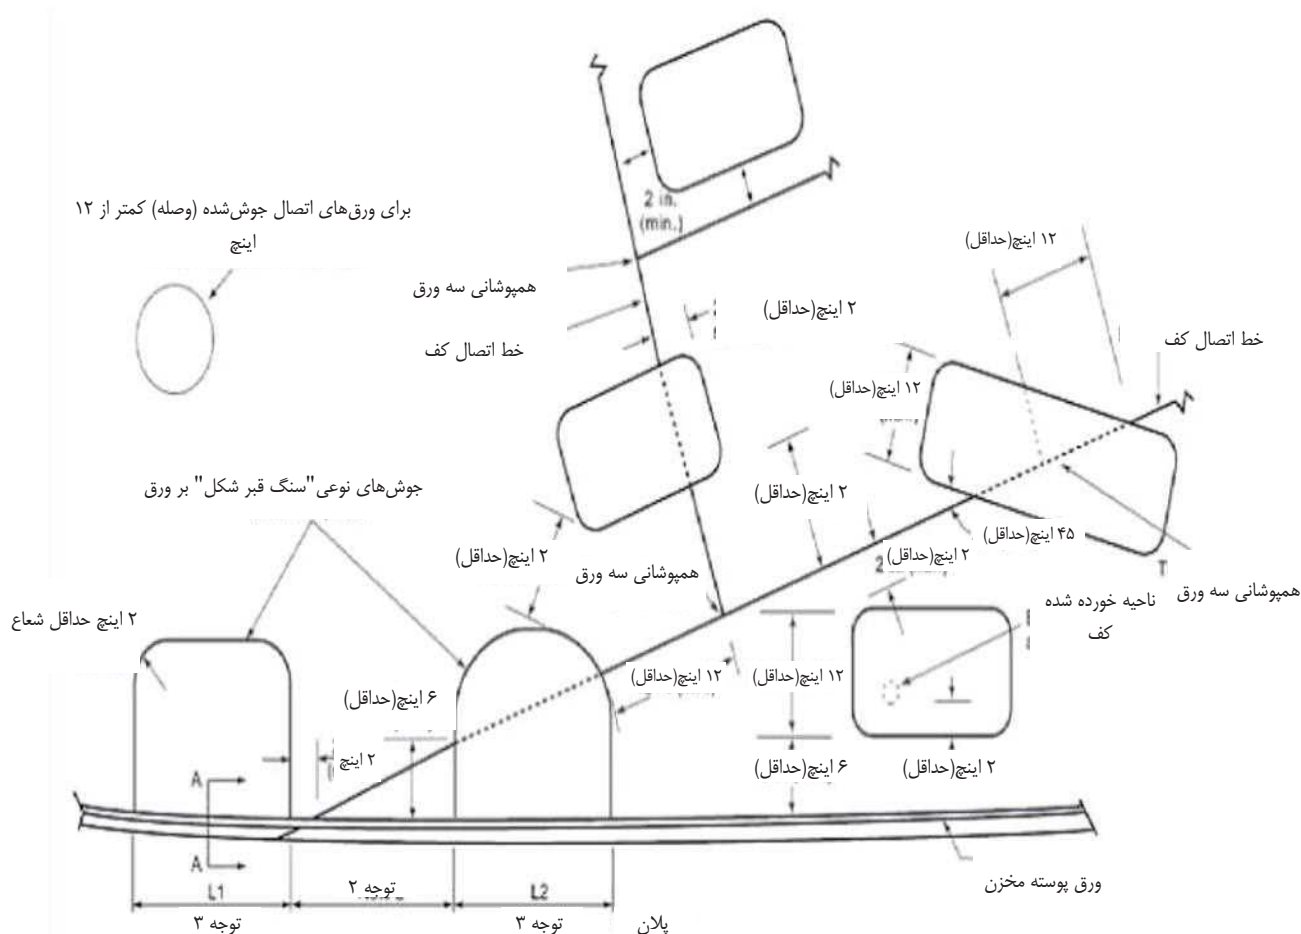 2 in.
(min.)
برای ورق‌های اتصال جوش‌شده (وصله) کمتر از ۱۲
اینچ
۱۲ اینچ(حداقل)
همپوشانی سه ورق
۲ اینچ(حداقل)
خط اتصال کف
خط اتصال کف
۱۲ اینچ(حداقل)
جوش‌های نوعی"سنگ قبر شکل" بر ورق
۲ اینچ(حداقل)
۴۵ اینچ(حداقل)
۲ اینچ(حداقل)
۲ اینچ(حداقل)
2
همپوشانی سه ورق
T
همپوشانی سه ورق
ناحیه خورده شده
کف
۲ اینچ حداقل شعاع
۶ اینچ(حداقل)
۱۲ اینچ(حداقل)
۱۲ اینچ(حداقل)
۲ اینچ
۶ اینچ(حداقل)
۲ اینچ(حداقل)
A
A
ورق پوسته مخزن
L1
توجه ۲
L2
توجه ۳
توجه ۳
پلان